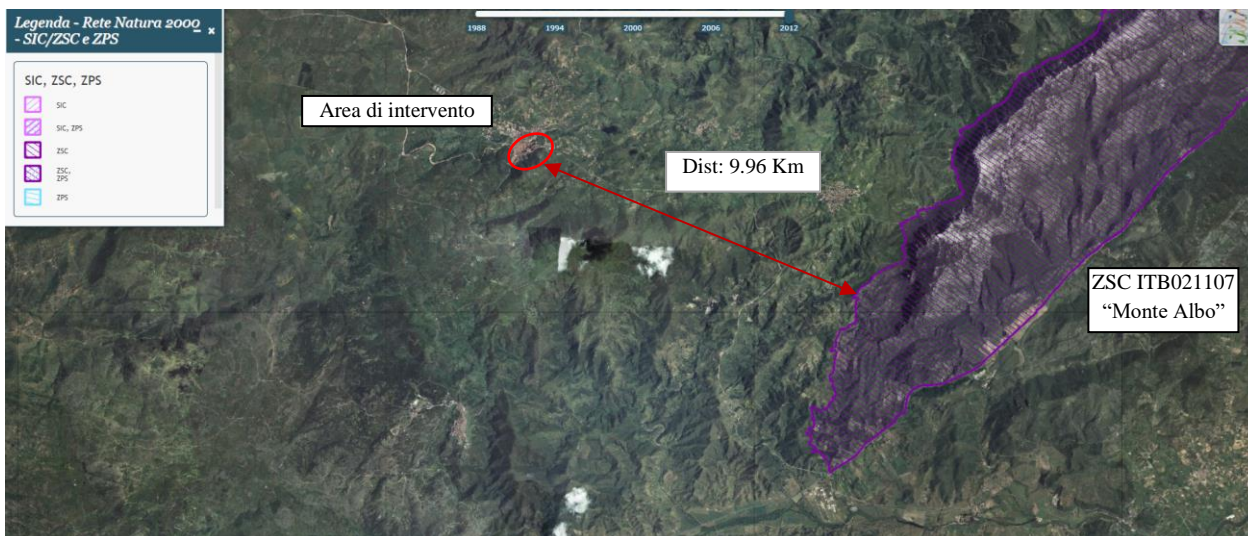 Legenda - Rete Natura 2000
- SIC/ZSC e ZPS
SIC, ZSC, ZPS
SIC
SIC, ZPS
ZSC
ZSC,
ZPS
ZPS
1988 1994 2000 2006 2012
Area di intervento
Dist: 9.96 Km
ZSC ITB021107
“Monte Albo”